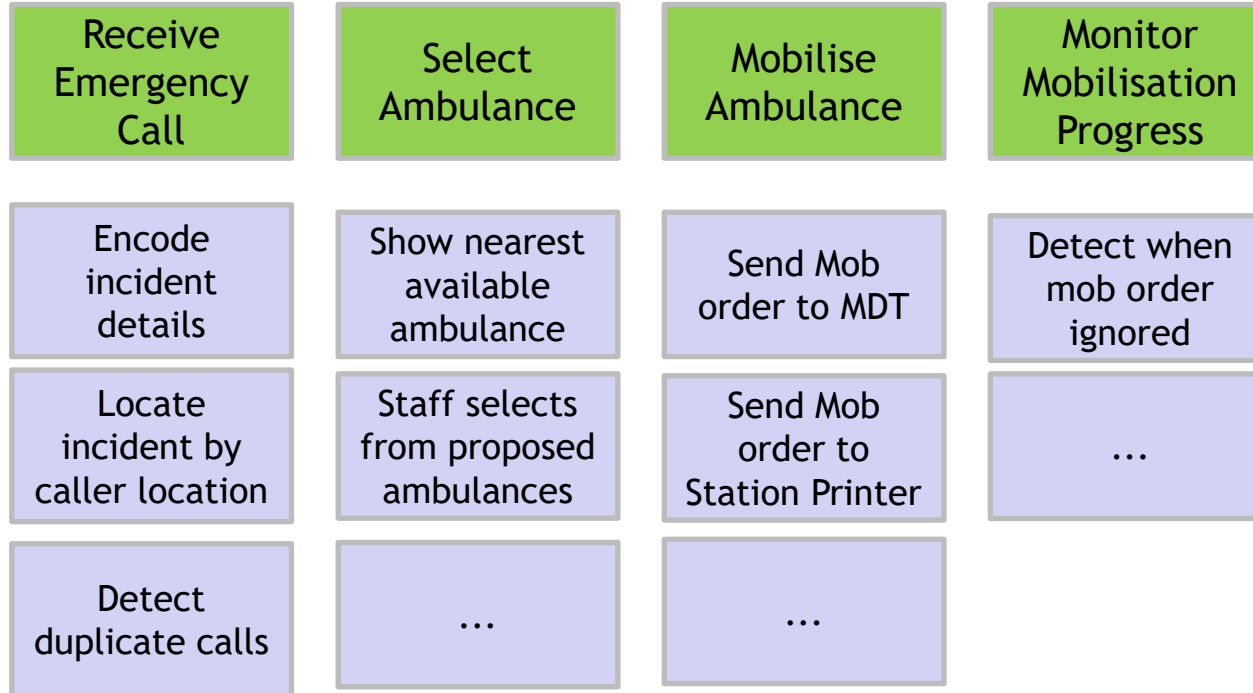 Receive
Emergency
Call
Select
Ambulance
Mobilise
Ambulance
Monitor
Mobilisation
Progress
Encode
incident
details
Show nearest
available
ambulance
Send Mob
order to MDT
Detect when
mob order
ignored
Locate
incident by
caller location
Staff selects
from proposed
ambulances
Send Mob
order to
Station Printer
...
Detect
duplicate calls
...
...